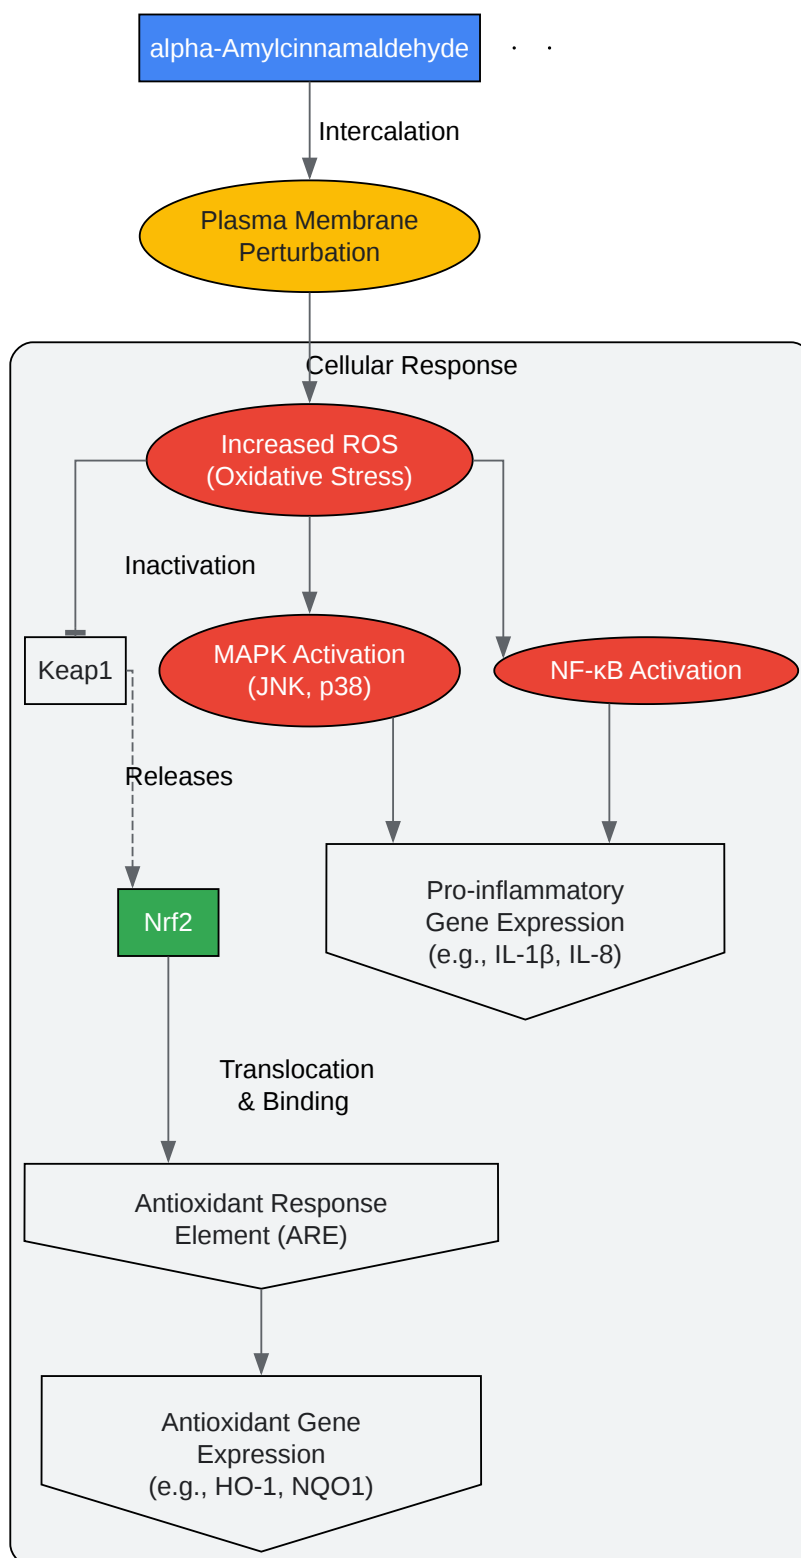 alpha-Amylcinnamaldehyde
Intercalation
Plasma Membrane
Perturbation
Cellular Response
Increased ROS
(Oxidative Stress)
Inactivation
Keap1
MAPK Activation
(JNK, p38)
NF-κB Activation
Releases
Nrf2
Pro-inflammatory
Gene Expression
(e.g., IL-1β, IL-8)
Translocation
& Binding
Antioxidant Response
Element (ARE)
Antioxidant Gene
Expression
(e.g., HO-1, NQO1)